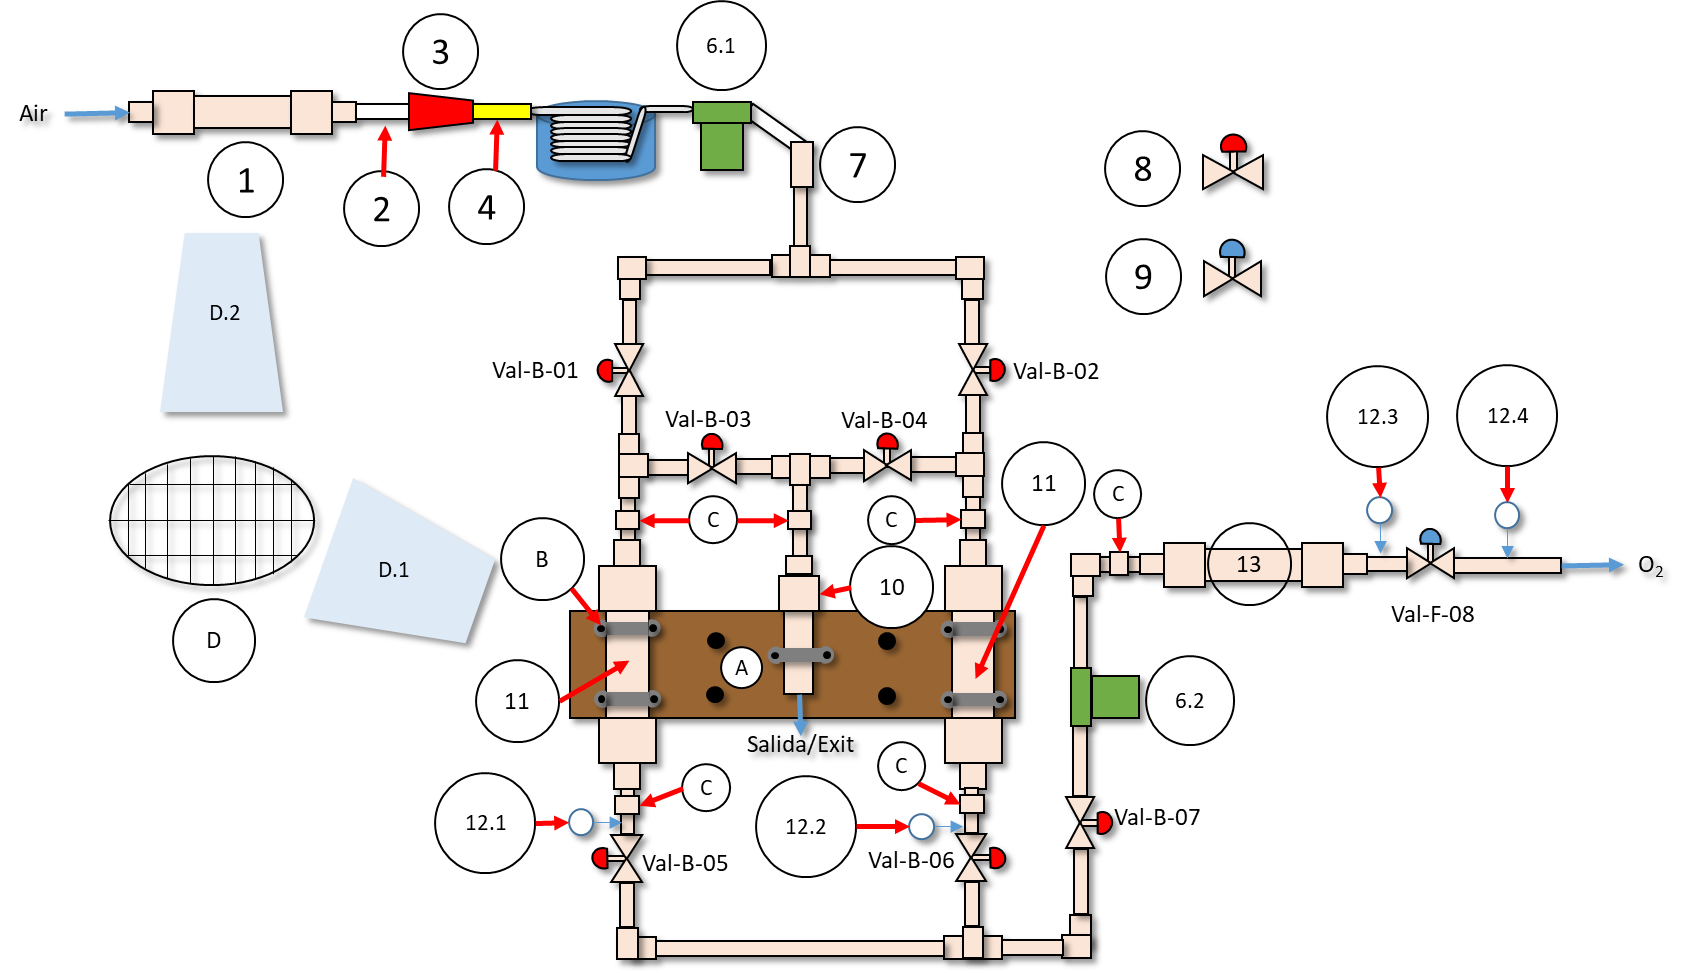 3
6.1
Air
1
2
4
7
8
9
D.2
Val-B-01
Val-B-02
Val-B-03
Val-B-04
12.3
12.4
11
C
C
C
B
D.1
10
13
O₂
Val-F-08
D
A
11
6.2
Salida/Exit
C
C
12.1
12.2
Val-B-07
Val-B-05
Val-B-06